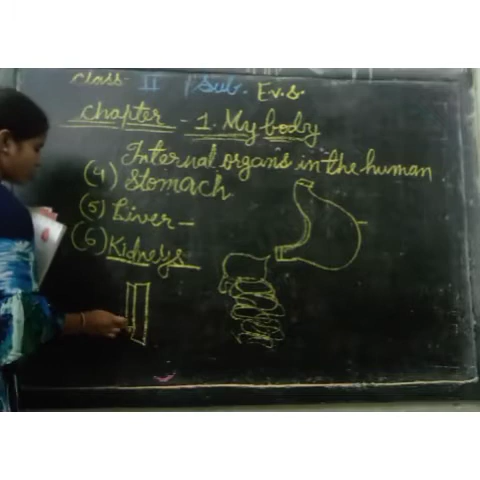 class- II / Sub. E.v.s.
Chapter - 1. My body
Internal organs in the human
(4) Stomach
(5) Liver -
(6) Kidneys